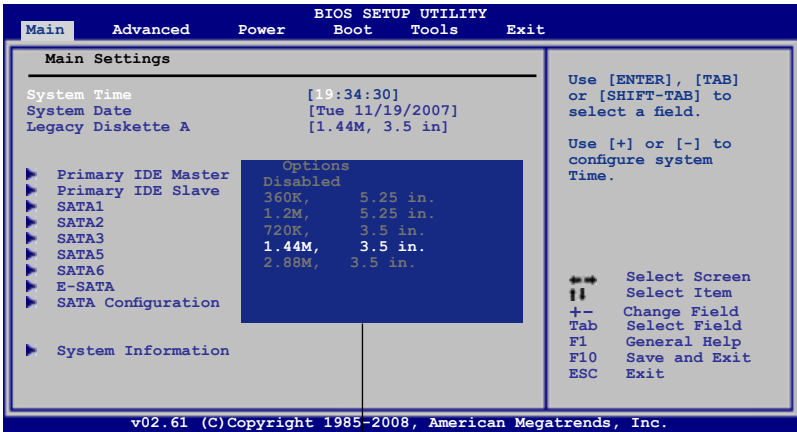 BIOS SETUP UTILITY
Main Advanced Power Boot Tools Exit
Main Settings
System Time [19:34:30]
System Date [Tue 11/19/2007]
Legacy Diskette A [1.44M, 3.5 in]
Primary IDE Master
Primary IDE Slave
SATA1
SATA2
SATA3
SATA5
SATA6
E-SATA
SATA Configuration
System Information
Options
Disabled
360K, 5.25 in.
1.2M, 5.25 in.
720K, 3.5 in.
1.44M, 3.5 in.
2.88M, 3.5 in.
Use [ENTER], [TAB]
or [SHIFT-TAB] to
select a field.
Use [+] or [-] to
configure system
Time.
Select Screen
Select Item
+- Change Field
Tab Select Field
F1 General Help
F10 Save and Exit
ESC Exit
v02.61 (C)Copyright 1985-2008, American Megatrends, Inc.